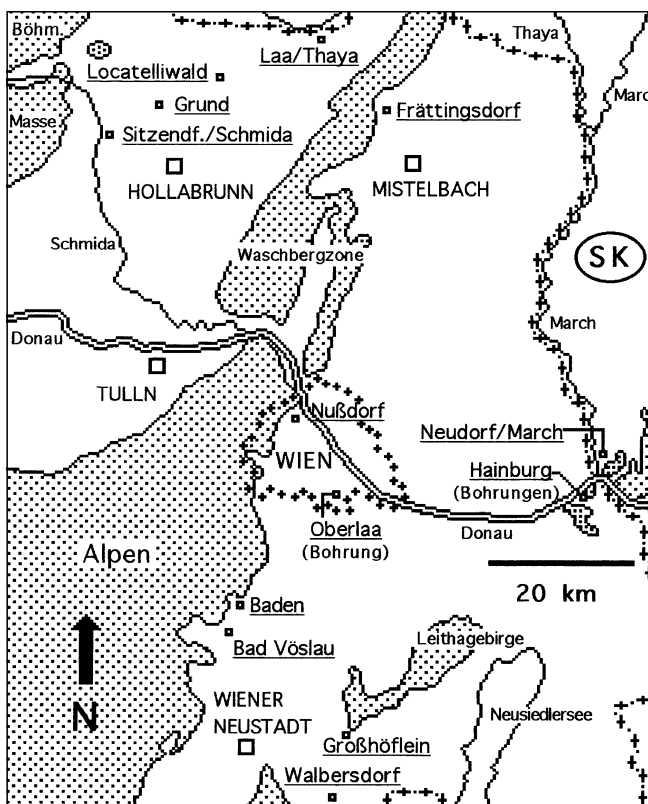 Böhm.
Thaya
Laa/Thaya
Locatelliwald
Marc
Grund
Frättingsdorf
Masse
Sitzendf./Schmida
HOLLABRUNN
MISTELBACH
Schmida
Waschbergzone
SK
March
Donau
TULLN
Nußdorf
Neudorf/March
WIEN
Hainburg
(Bohrungen)
Oberlaa
(Bohrung)
Donau
Alpen
20 km
Baden
Bad Vöslau
Leithagebirge
N
WIENER
NEUSTADT
Neusiedlersee
Großhöflein
Walbersdorf